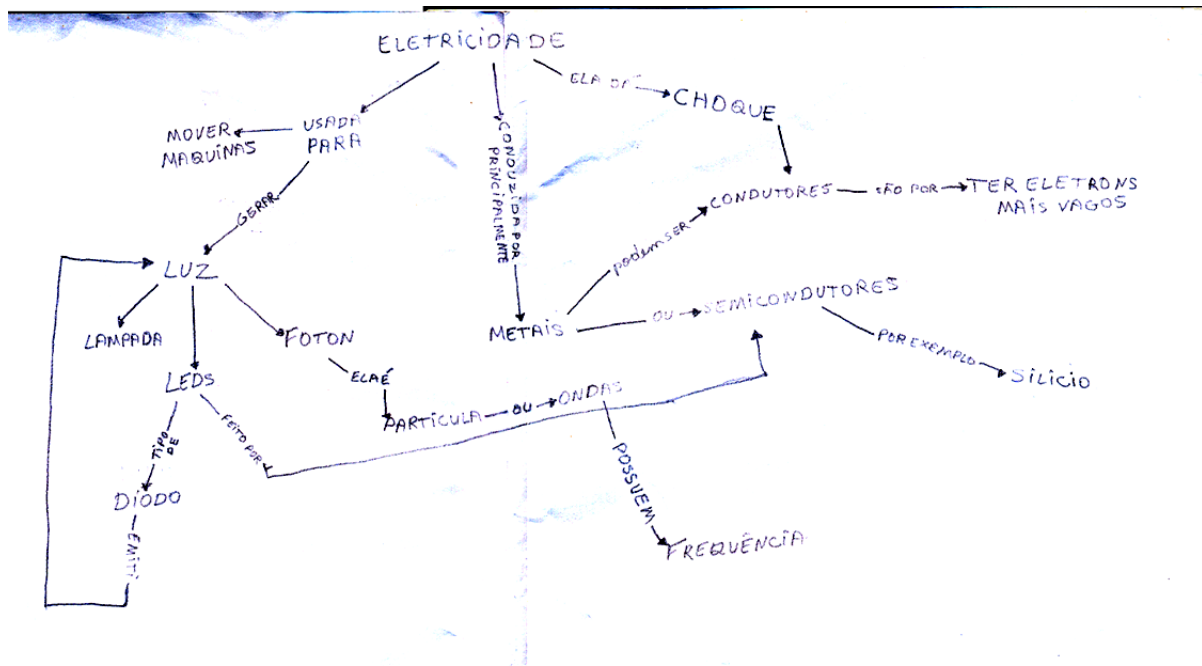 ELETRICIDADE
ELA DÁ
CHOQUE
USADA
PARA
MOVER
MAQUINAS
CONDUZIDA POR
PRINCIPALMENTE
CONDUTORES
SÃO POR
TER ELETRONS
MAIS VAGOS
GERAR
podem SER
LUZ
METAIS
OU
SEMICONDUTORES
LAMPADA
FOTON
POR EXEMPLO
SILICIO
LEDS
ELA É
PARTÍCULA
OU
ONDAS
TIPO
DE
FEITO POR
POSSUEM
DIODO
EMITI
FREQUÊNCIA